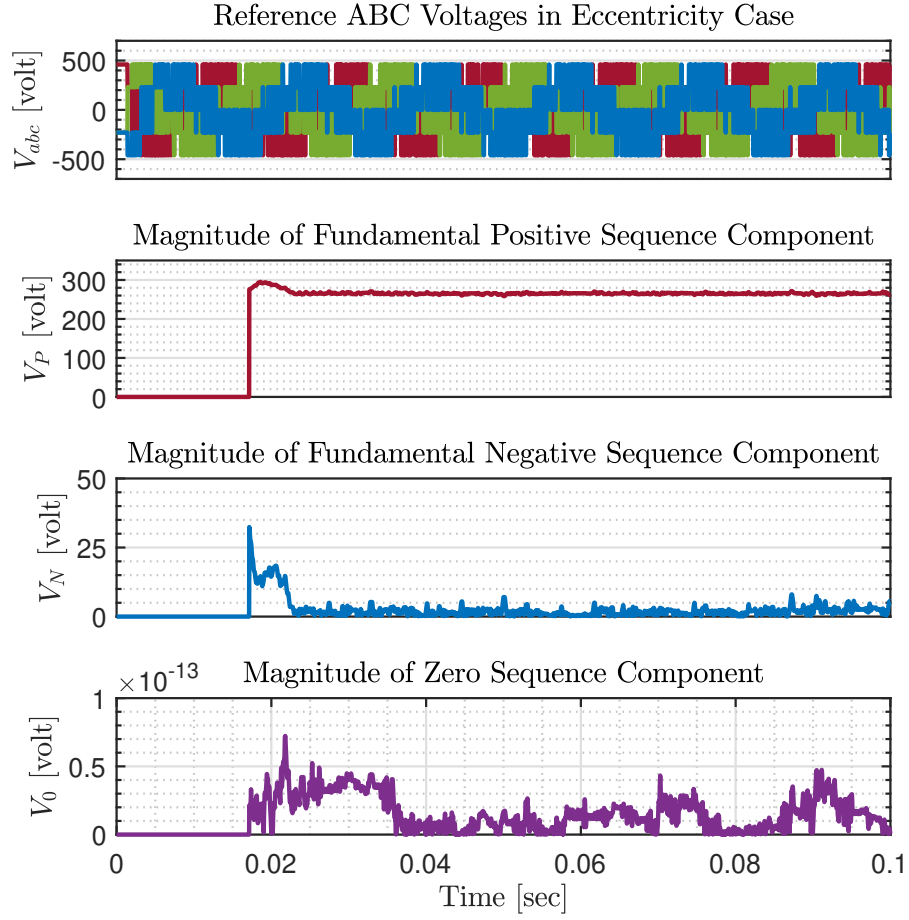 Reference ABC Voltages in Eccentricity Case
V_abc [volt]
500
0
-500
Magnitude of Fundamental Positive Sequence Component
V_P [volt]
300
200
100
0
Magnitude of Fundamental Negative Sequence Component
V_N [volt]
50
25
0
×10^-13
Magnitude of Zero Sequence Component
V_0 [volt]
1
0.5
0
0 0.02 0.04 0.06 0.08 0.1
Time [sec]